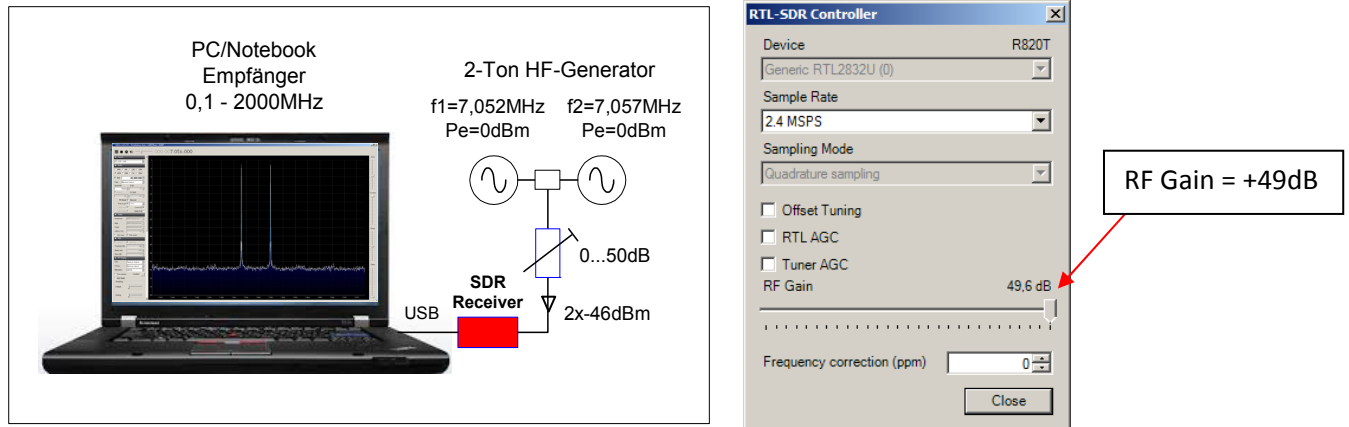 PC/Notebook
Empfänger
0,1 - 2000MHz
2-Ton HF-Generator
f1=7,052MHz f2=7,057MHz
Pe=0dBm Pe=0dBm
0...50dB
SDR
Receiver
USB
2x-46dBm
RTL-SDR Controller
Device R820T
Generic RTL2832U (0)
Sample Rate
2.4 MSPS
Sampling Mode
Quadrature sampling
Offset Tuning
RTL AGC
Tuner AGC
RF Gain 49,6 dB
Frequency correction (ppm) 0
Close
RF Gain = +49dB